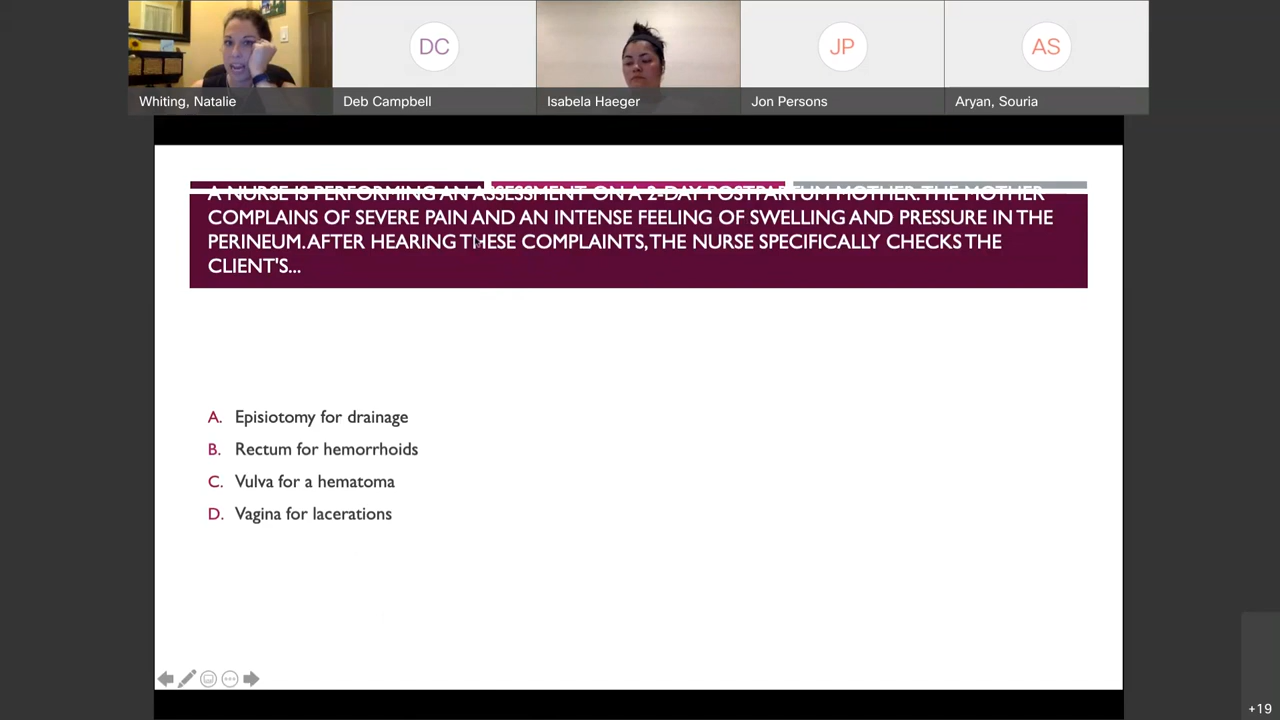 DC
JP
AS
Whiting, Natalie
Deb Campbell
Isabela Haeger
Jon Persons
Aryan, Souria
A NURSE IS PERFORMING AN ASSESSMENT ON A 2-DAY POSTPARTUM MOTHER. THE MOTHER
COMPLAINS OF SEVERE PAIN AND AN INTENSE FEELING OF SWELLING AND PRESSURE IN THE
PERINEUM. AFTER HEARING THESE COMPLAINTS, THE NURSE SPECIFICALLY CHECKS THE
CLIENT'S...
A. Episiotomy for drainage
B. Rectum for hemorrhoids
C. Vulva for a hematoma
D. Vagina for lacerations
+19